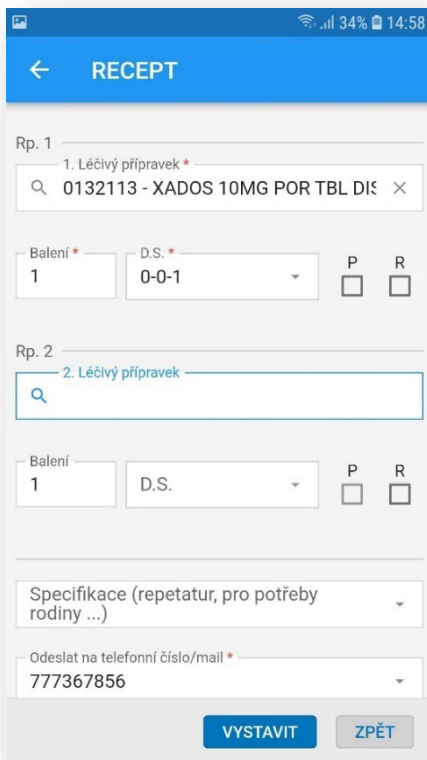 34% 14:58
RECEPT
Rp. 1
1. Léčivý přípravek *
0132113 - XADOS 10MG POR TBL DIS
Balení *
D.S. *
P
R
1
0-0-1
Rp. 2
2. Léčivý přípravek
Balení
P
R
1
D.S.
Specifikace (repetatur, pro potřeby
rodiny ...)
Odeslat na telefonní číslo/mail *
777367856
VYSTAVIT
ZPĚT